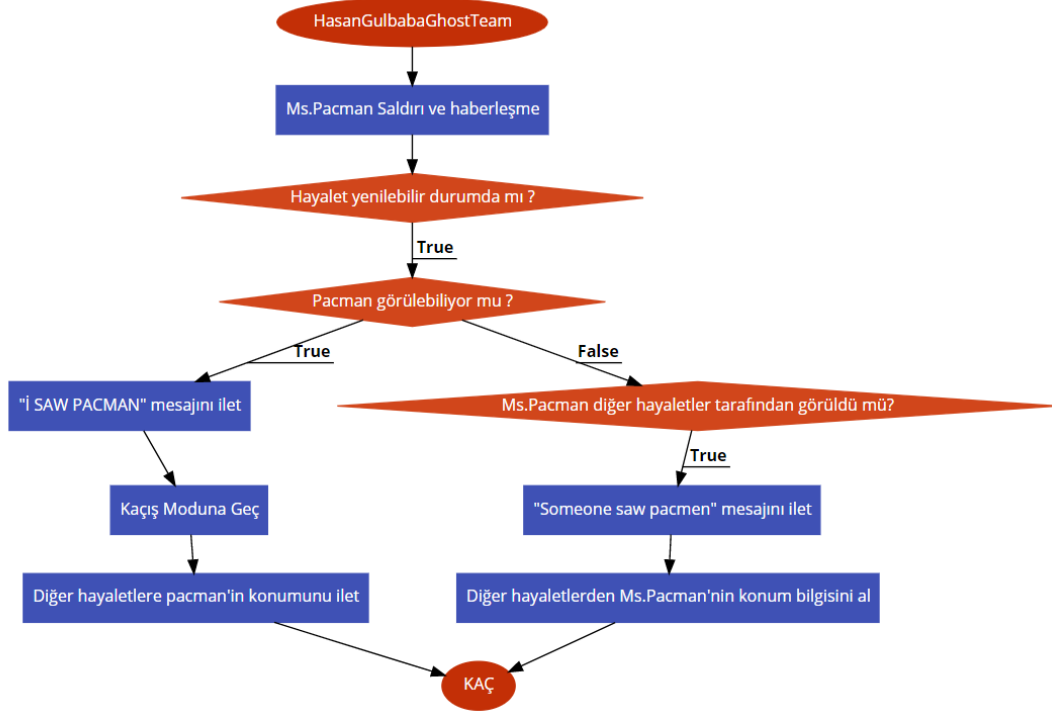 HasanGulbabaGhostTeam
Ms.Pacman Saldırı ve haberleşme
Hayalet yenilebilir durumda mı ?
True
Pacman görülebiliyor mu ?
True
False
"İ SAW PACMAN" mesajını ilet
Ms.Pacman diğer hayaletler tarafından görüldü mü?
True
Kaçış Moduna Geç
"Someone saw pacmen" mesajını ilet
Diğer hayaletlere pacman'in konumunu ilet
Diğer hayaletlerden Ms.Pacman'nin konum bilgisini al
KAÇ